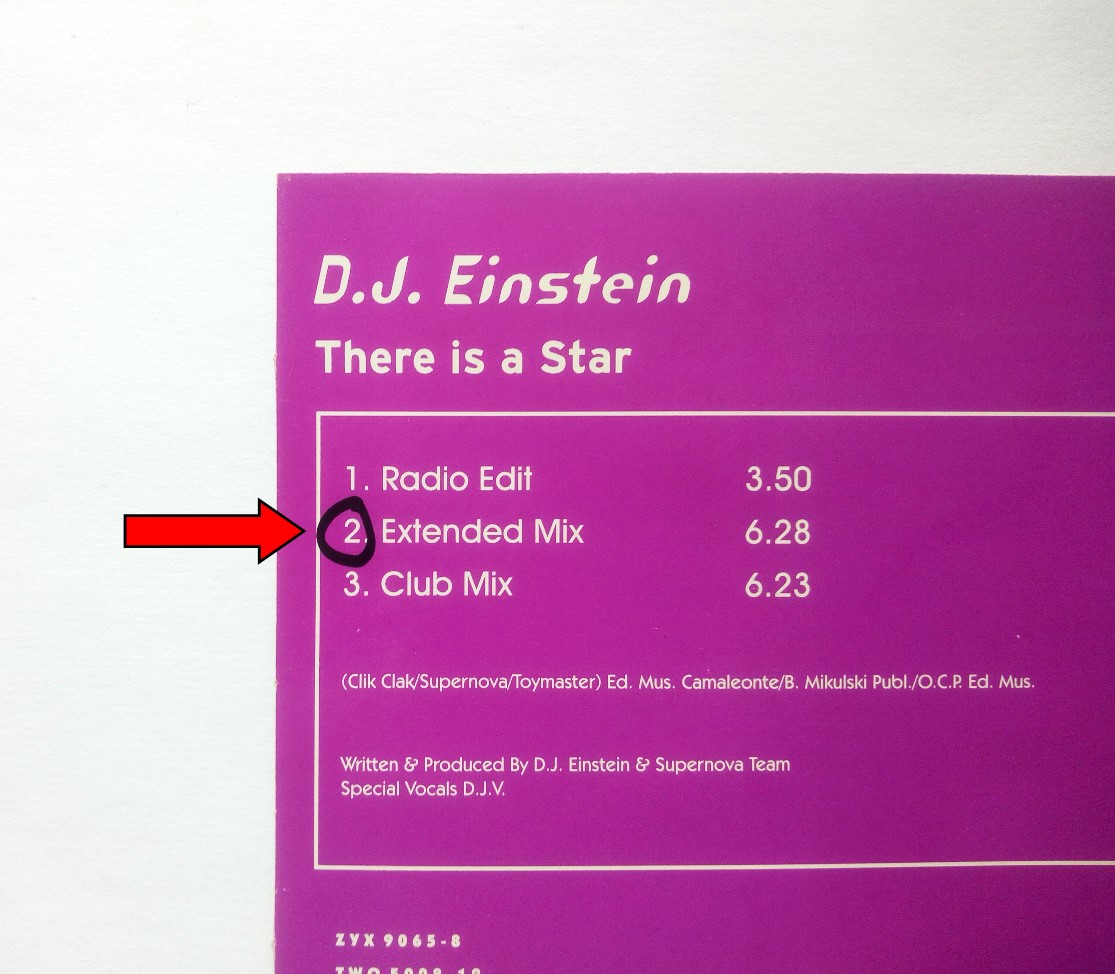 D.J. Einstein
There is a Star
1. Radio Edit 3.50
2. Extended Mix 6.28
3. Club Mix 6.23
(Clik Clak/Supernova/Toymaster) Ed. Mus. Camaleonte/B. Mikulski Publ./O.C.P. Ed. Mus.
Written & Produced By D.J. Einstein & Supernova Team
Special Vocals D.J.V.
ZYX 9065-8